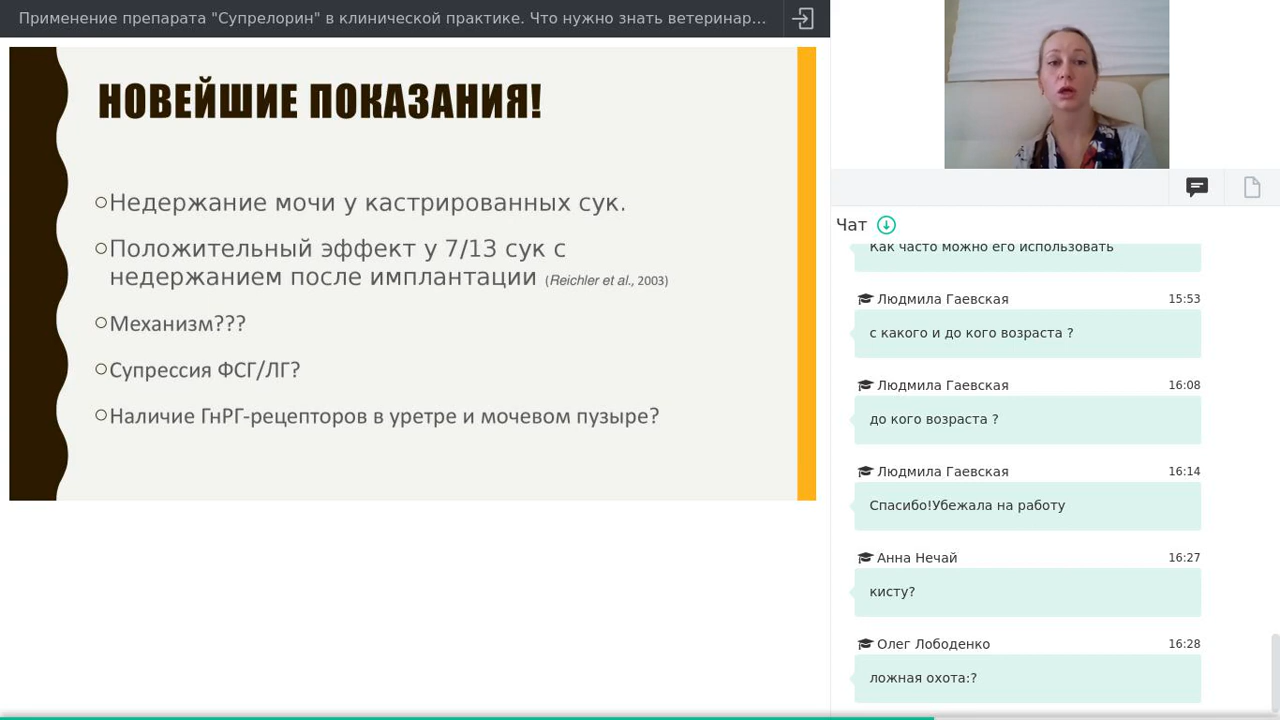 Применение препарата "Супрелорин" в клинической практике. Что нужно знать ветеринар...
НОВЕЙШИЕ ПОКАЗАНИЯ!
Недержание мочи у кастрированных сук.
Положительный эффект у 7/13 сук с
недержанием после имплантации (Reichler et al., 2003)
Механизм???
Супрессия ФСГ/ЛГ?
Наличие ГнРГ-рецепторов в уретре и мочевом пузыре?
Чат
Как часто можно его использовать
Людмила Гаевская 15:53
с какого и до кого возраста ?
Людмила Гаевская 16:08
до кого возраста ?
Людмила Гаевская 16:14
Спасибо!Убежала на работу
Анна Нечай 16:27
кисту?
Олег Лободенко 16:28
ложная охота:?